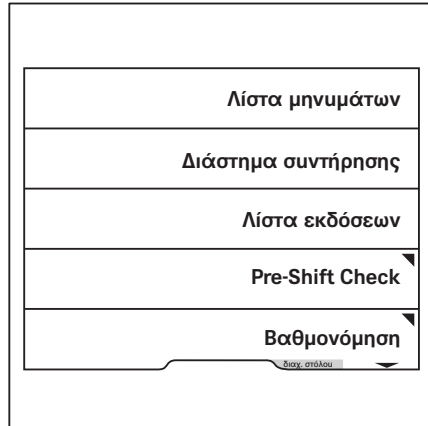 Λίστα μηνυμάτων
Διάστημα συντήρησης
Λίστα εκδόσεων
Pre-Shift Check
Βαθμονόμηση
διαχ. στόλου